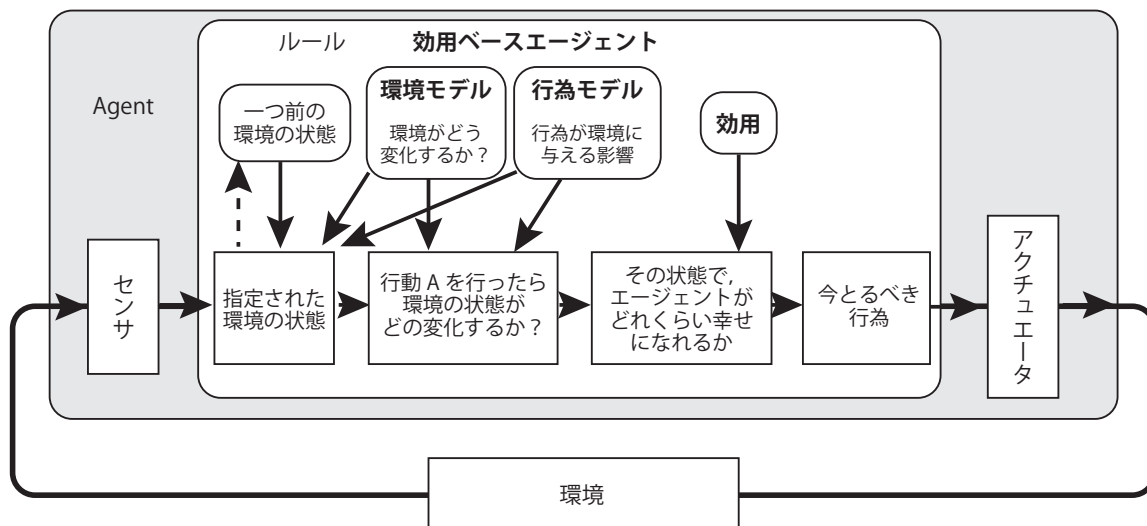 ルール 効用ベースエージェント
Agent
一つ前の
環境の状態
環境モデル
環境がどう
変化するか？
行為モデル
行為が環境に
与える影響
効用
センサ
指定された
環境の状態
行動 A を行ったら
環境の状態が
どの変化するか？
その状態で,
エージェントが
どれくらい幸せ
になれるか
今とるべき
行為
アクチュエータ
環境